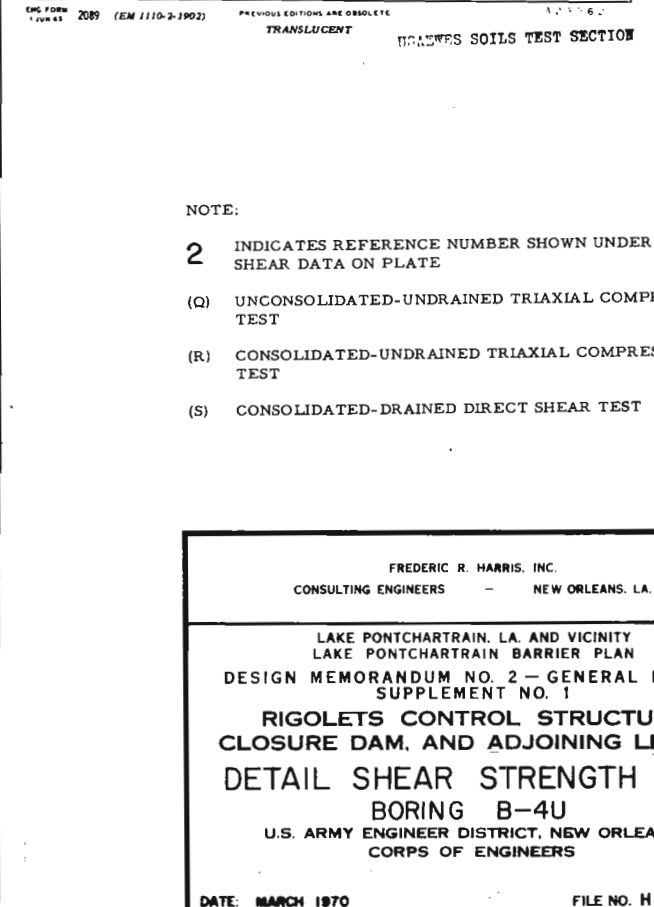 ENG FORM 1 JUN 65 2089 (EM 1110-2-1902) PREVIOUS EDITIONS ARE OBSOLETE
TRANSLUCENT
SOILS TEST SECTION
NOTE:
2 INDICATES REFERENCE NUMBER SHOWN UNDER
SHEAR DATA ON PLATE
(Q) UNCONSOLIDATED-UNDRAINED TRIAXIAL COMPR
TEST
(R) CONSOLIDATED-UNDRAINED TRIAXIAL COMPRES
TEST
(S) CONSOLIDATED-DRAINED DIRECT SHEAR TEST
FREDERIC R. HARRIS, INC.
CONSULTING ENGINEERS – NEW ORLEANS, LA.
LAKE PONTCHARTRAIN, LA. AND VICINITY
LAKE PONTCHARTRAIN BARRIER PLAN
DESIGN MEMORANDUM NO. 2 — GENERAL
SUPPLEMENT NO. 1
RIGOLETS CONTROL STRUCTU
CLOSURE DAM, AND ADJOINING L
DETAIL SHEAR STRENGTH
BORING B-4U
U.S. ARMY ENGINEER DISTRICT, NEW ORLEA
CORPS OF ENGINEERS
DATE: MARCH 1970 FILE NO. H